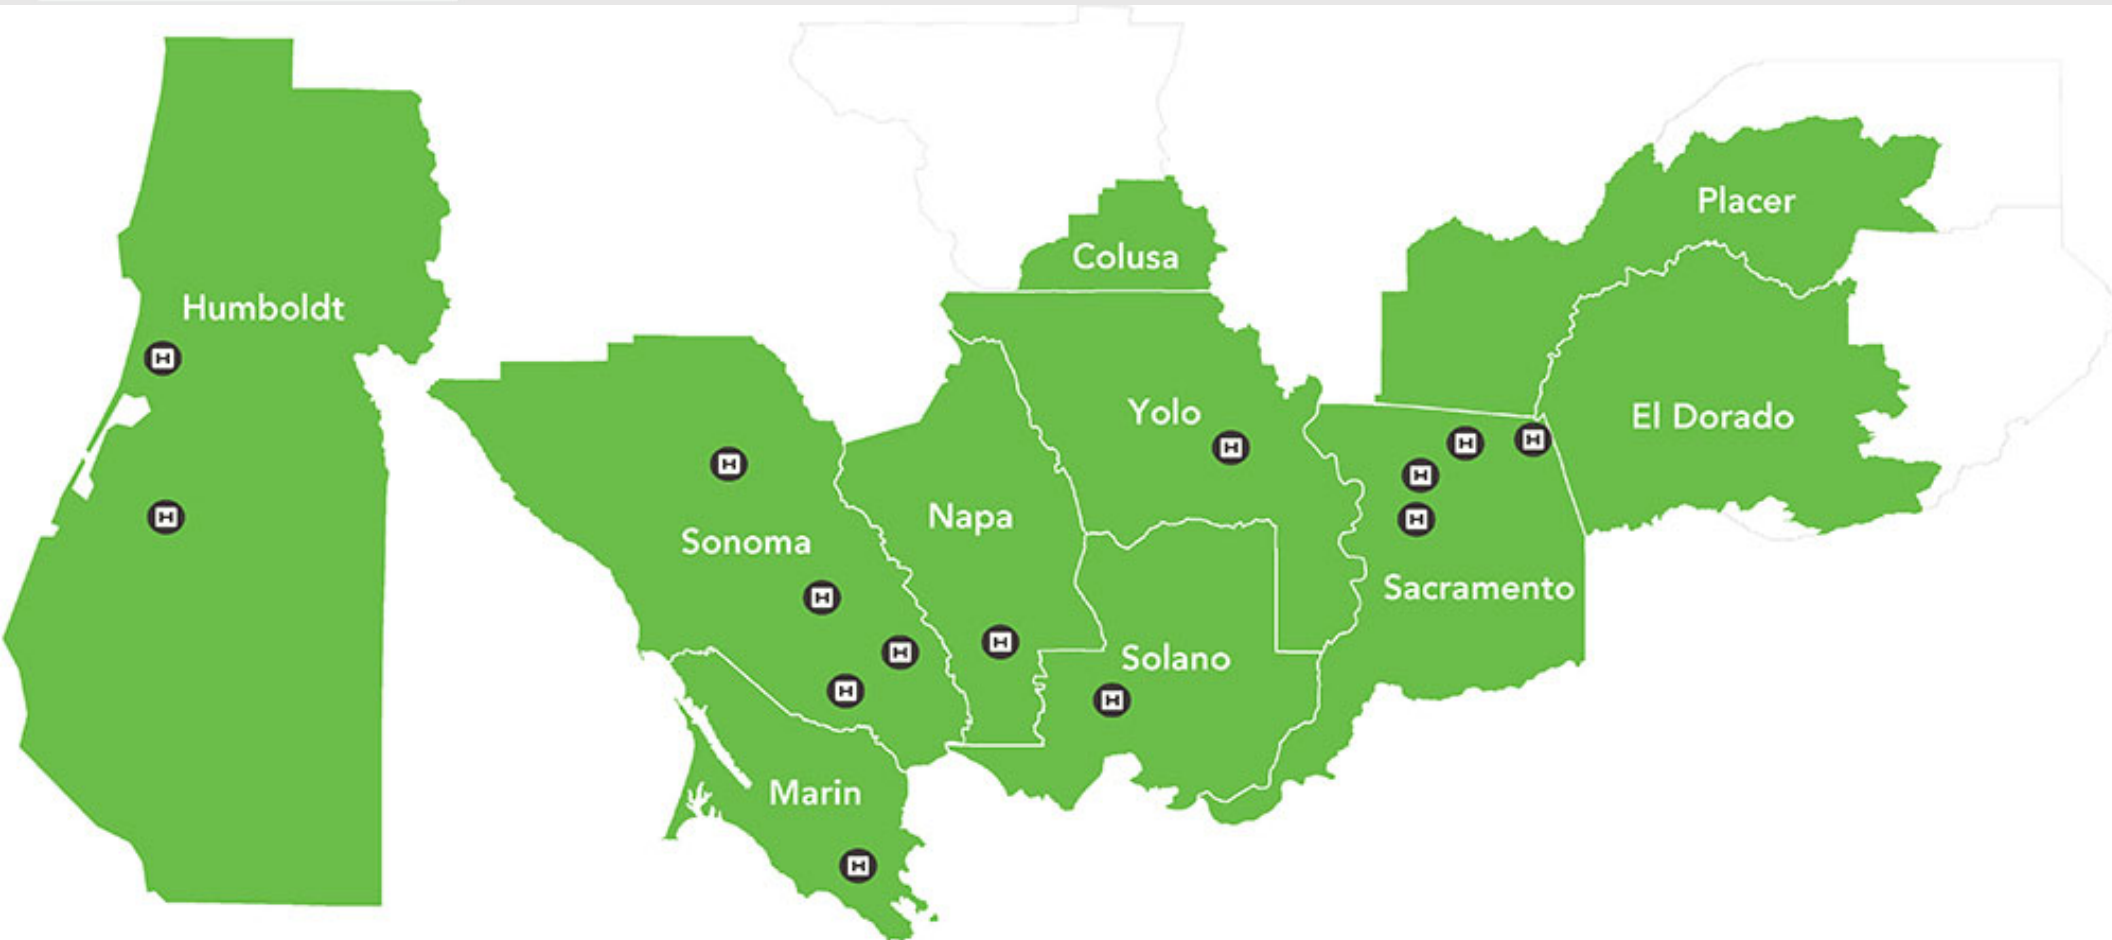 Placer
Colusa
Humboldt
Yolo
El Dorado
Napa
Sonoma
Sacramento
Solano
Marin
H
H
H
H
H
H
H
H
H
H
H
H
H
H